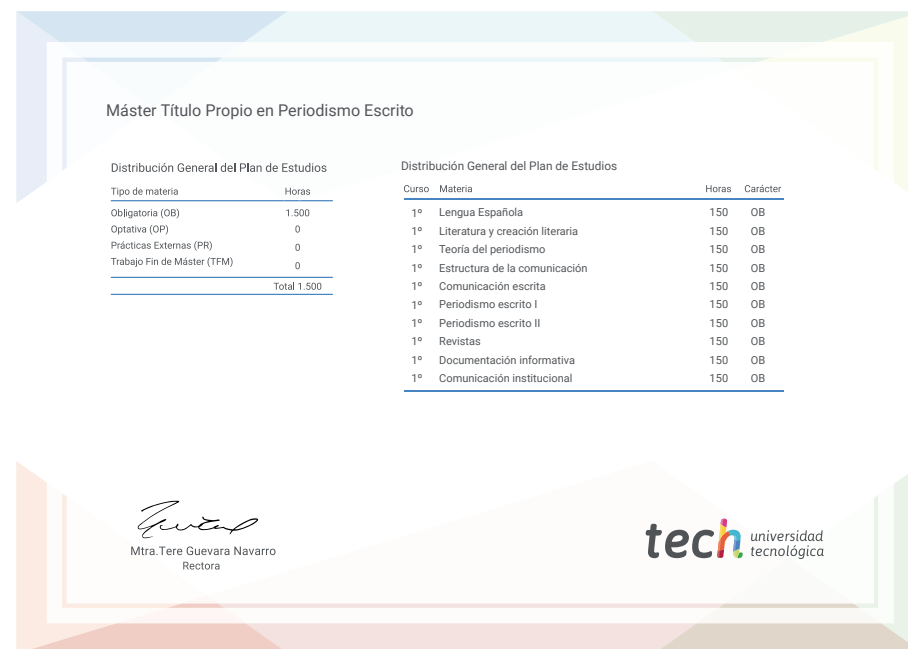 Máster Título Propio en Periodismo Escrito
Distribución General del Plan de Estudios
Tipo de materia Horas
Obligatoria (OB) 1.500
Optativa (OP) 0
Prácticas Externas (PR) 0
Trabajo Fin de Máster (TFM) 0
Total 1.500
Distribución General del Plan de Estudios
Curso Materia Horas Carácter
1º Lengua Española 150 OB
1º Literatura y creación literaria 150 OB
1º Teoría del periodismo 150 OB
1º Estructura de la comunicación 150 OB
1º Comunicación escrita 150 OB
1º Periodismo escrito I 150 OB
1º Periodismo escrito II 150 OB
1º Revistas 150 OB
1º Documentación informativa 150 OB
1º Comunicación institucional 150 OB
Mtra.Tere Guevara Navarro
Rectora
tech universidad
tecnológica